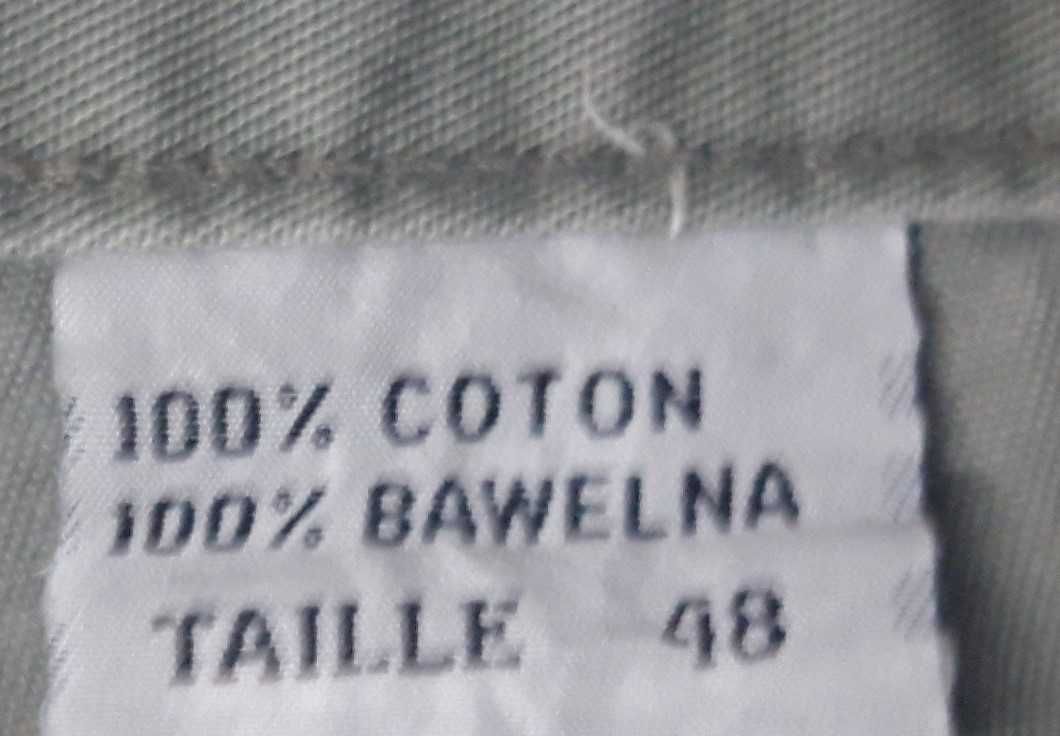 100% COTON
100% BAWELNA
TAILLE 48